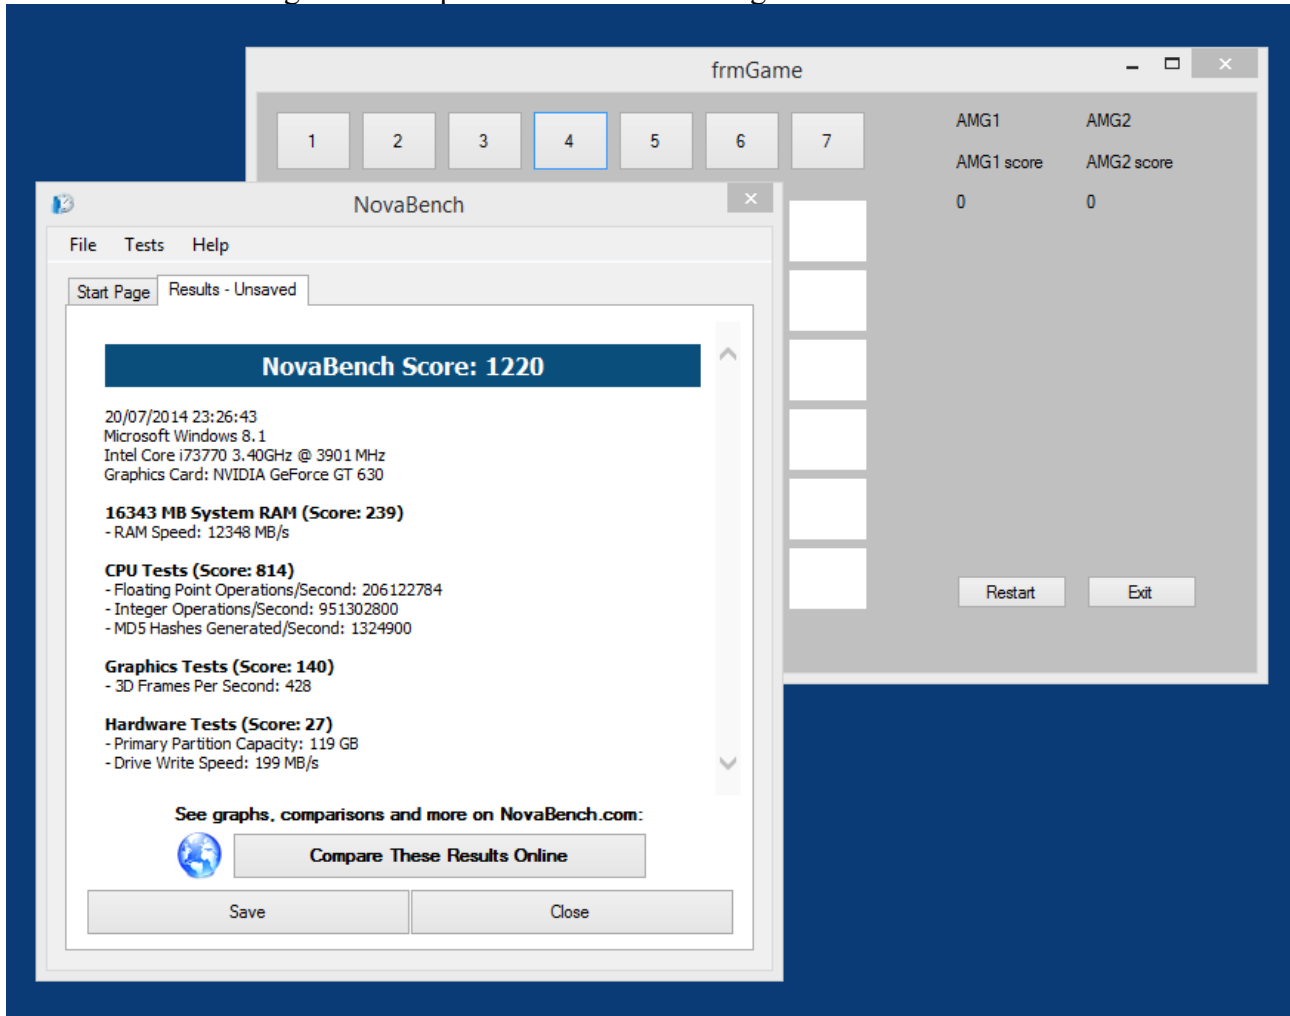 frmGame
1 2 3 4 5 6 7
AMG1 AMG2
AMG1 score AMG2 score
0 0
Restart Exit
NovaBench
File Tests Help
Start Page Results - Unsaved
NovaBench Score: 1220
20/07/2014 23:26:43
Microsoft Windows 8.1
Intel Core i73770 3.40GHz @ 3901 MHz
Graphics Card: NVIDIA GeForce GT 630
16343 MB System RAM (Score: 239)
- RAM Speed: 12348 MB/s
CPU Tests (Score: 814)
- Floating Point Operations/Second: 206122784
- Integer Operations/Second: 951302800
- MD5 Hashes Generated/Second: 1324900
Graphics Tests (Score: 140)
- 3D Frames Per Second: 428
Hardware Tests (Score: 27)
- Primary Partition Capacity: 119 GB
- Drive Write Speed: 199 MB/s
See graphs, comparisons and more on NovaBench.com:
Compare These Results Online
Save Close